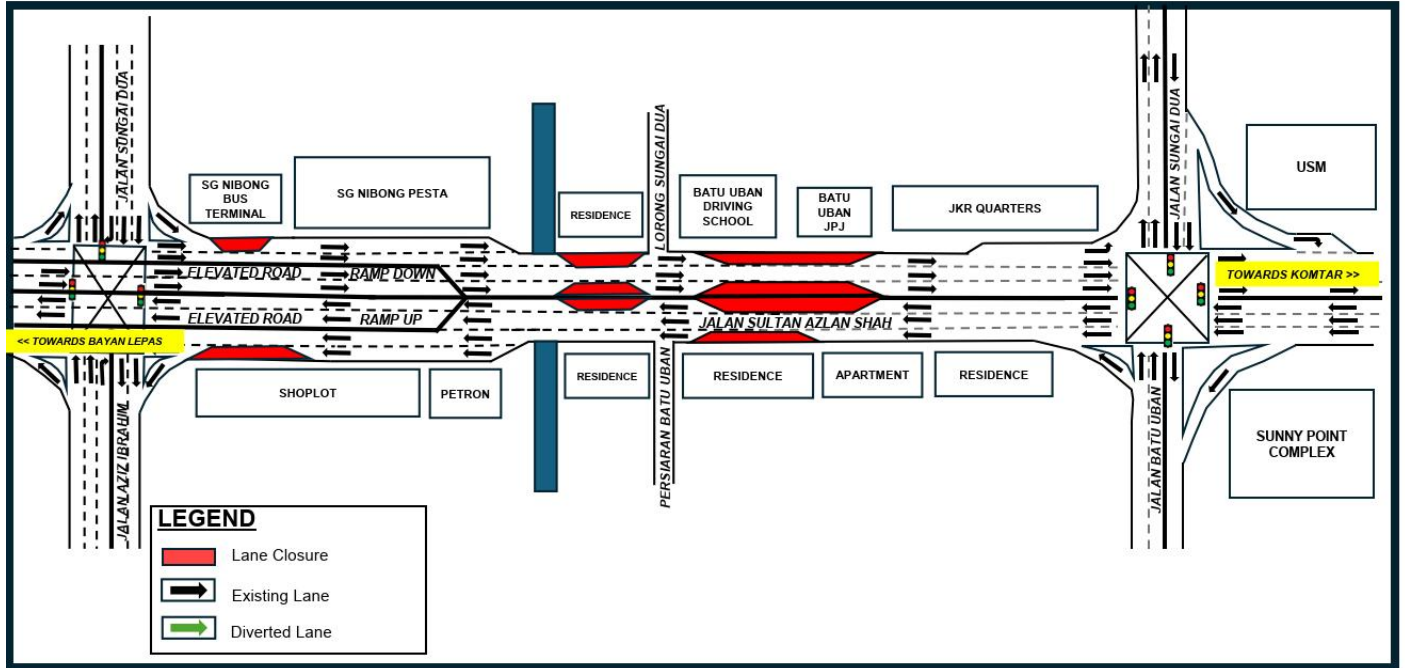 JALAN SUNGAI DUA
SG NIBONG
BUS
TERMINAL
SG NIBONG PESTA
RESIDENCE
LORONG SUNGAI DUA
BATU UBAN
DRIVING
SCHOOL
BATU
UBAN
JPJ
JKR QUARTERS
JALAN SUNGAI DUA
USM
ELEVATED ROAD
RAMP DOWN
TOWARDS KOMTAR >>
ELEVATED ROAD
RAMP UP
JALAN SULTAN AZLAN SHAH
<< TOWARDS BAYAN LEPAS
SHOPLOT
PETRON
RESIDENCE
PERSIARAN BATU UBAN
RESIDENCE
APARTMENT
RESIDENCE
JALAN BATU UBAN
SUNNY POINT
COMPLEX
JALAN AZIZ IBRAHIM
LEGEND
Lane Closure
Existing Lane
Diverted Lane